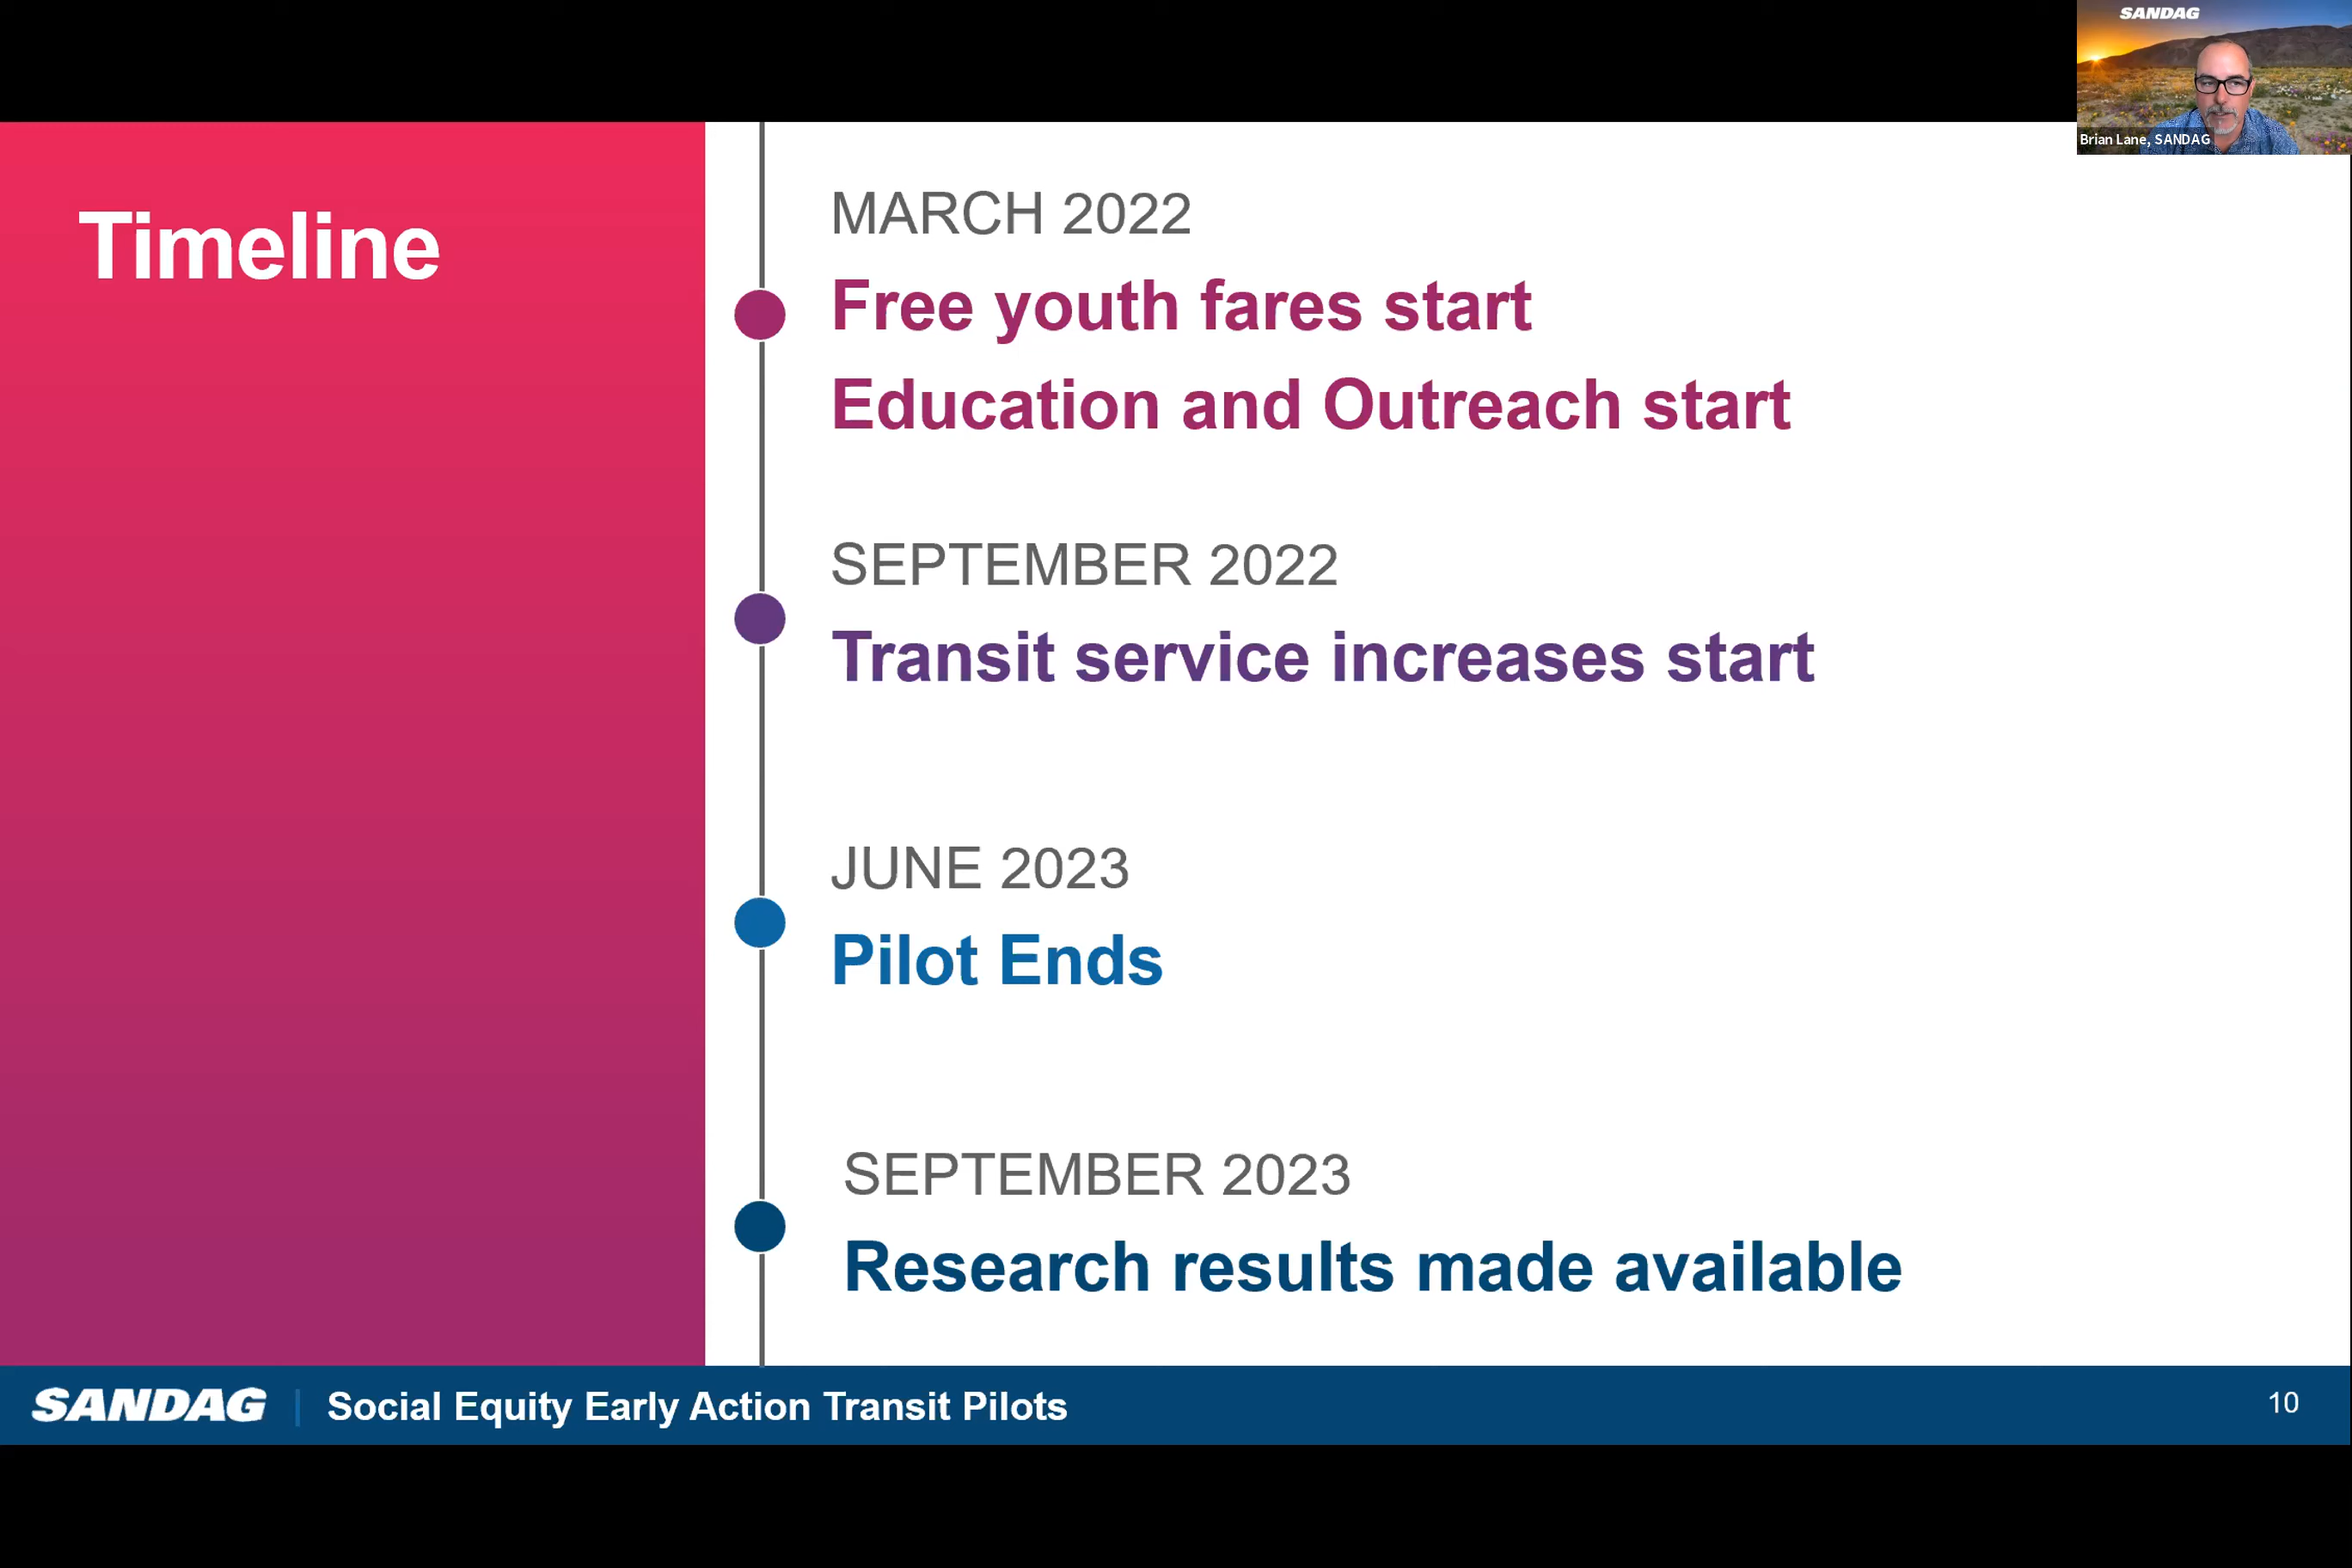 SANDAG
Brian Lane, SANDAG
Timeline
MARCH 2022
Free youth fares start
Education and Outreach start
SEPTEMBER 2022
Transit service increases start
JUNE 2023
Pilot Ends
SEPTEMBER 2023
Research results made available
SANDAG | Social Equity Early Action Transit Pilots
10